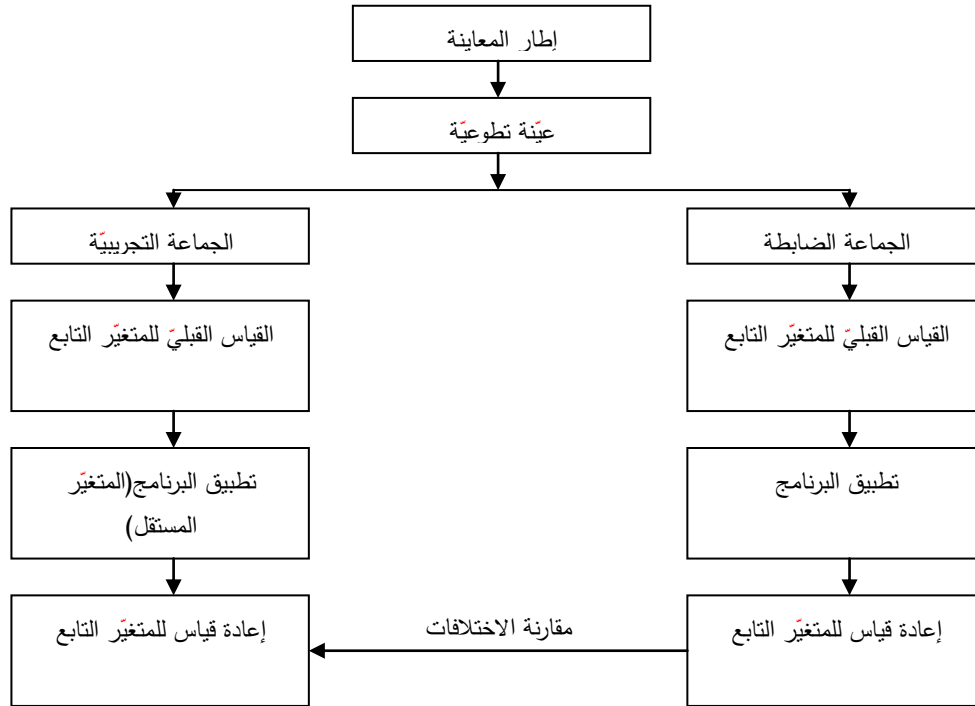 إطار المعاينة
عيّنة تطوعيّة
الجماعة الضابطة
الجماعة التجريبيّة
القياس القبليّ للمتغيّر التابع
القياس القبليّ للمتغيّر التابع
تطبيق البرنامج
تطبيق البرنامج(المتغيّر
المستقل)
إعادة قياس للمتغيّر التابع
مقارنة الاختلافات
إعادة قياس للمتغيّر التابع